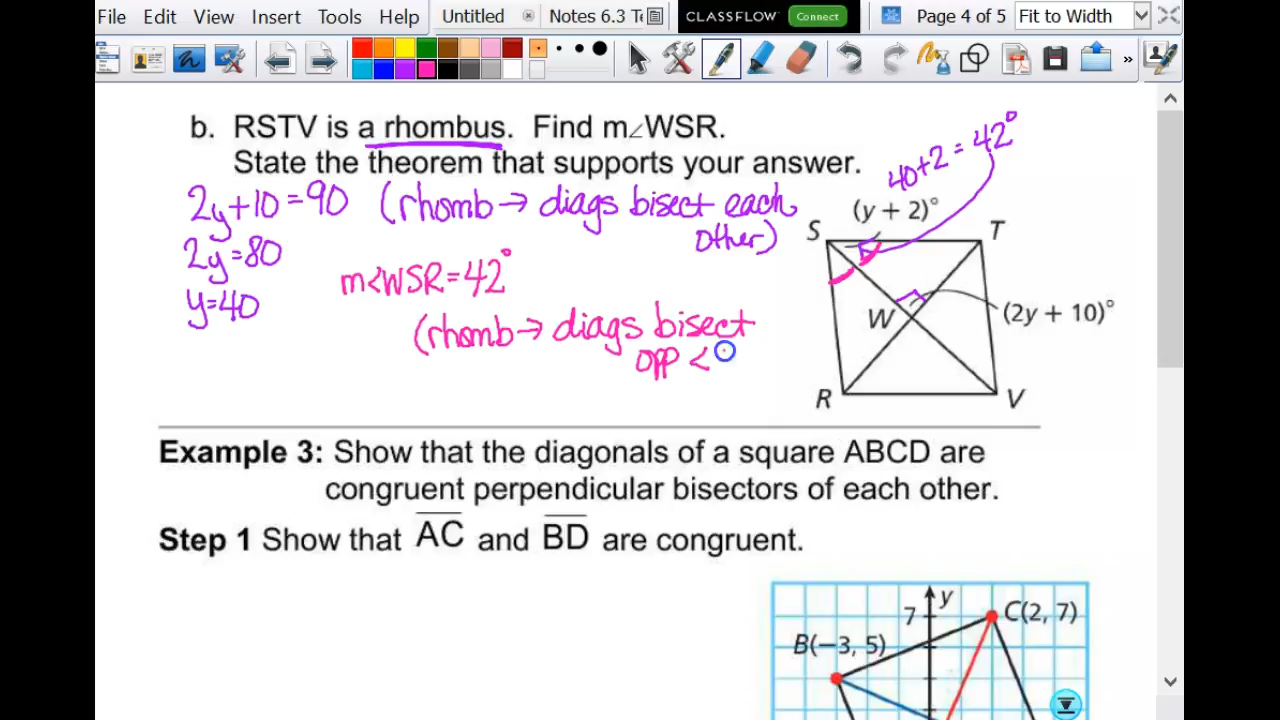 File Edit View Insert Tools Help Untitled Notes 6.3 Te CLASSFLOW Connect Page 4 of 5 Fit to Width
»
b. RSTV is a rhombus. Find m∠WSR.
State the theorem that supports your answer.
2y+10=90 (rhomb→ diags bisect each
other)
2y=80
y=40
m<WSR=42°
(rhomb→ diags bisect
opp <
40+2=42°
(y + 2)°
S
T
W
(2y + 10)°
R
V
Example 3: Show that the diagonals of a square ABCD are
congruent perpendicular bisectors of each other.
Step 1 Show that AC and BD are congruent.
y
7
C(2, 7)
B(−3, 5)